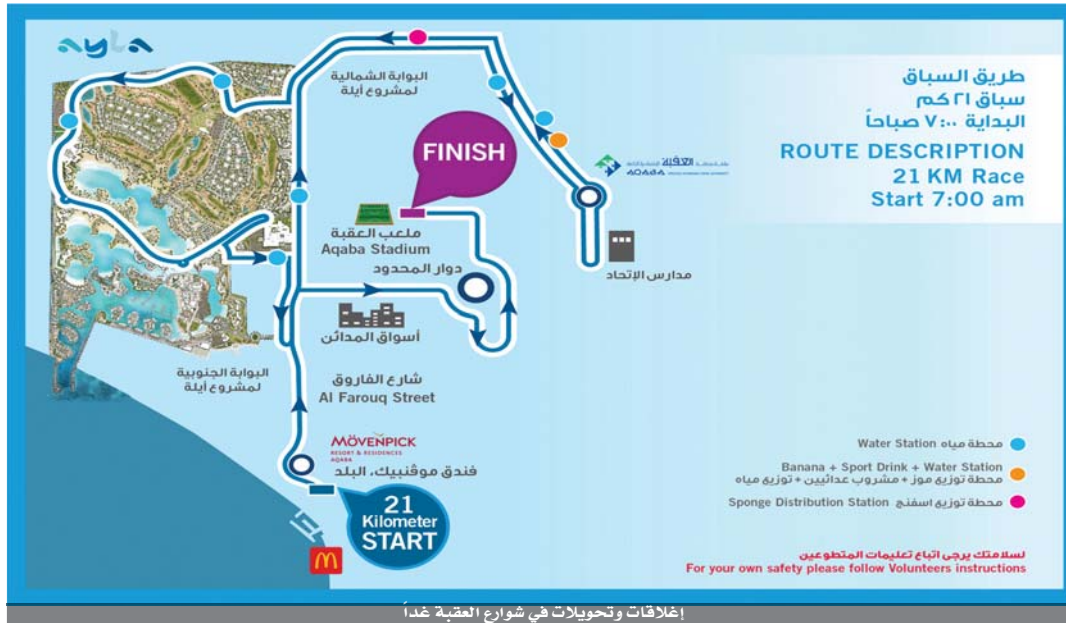 ayla
البوابة الشمالية
لمشروع أيلة
طريق السباق
سباق ٢١ كم
البداية ٧:٠٠ صباحاً
ROUTE DESCRIPTION
21 KM Race
Start 7:00 am
FINISH
العقبة
AQABA
ملعب العقبة
Aqaba Stadium
دوار المحدود
مدارس الإتحاد
أسواق المدائن
البوابة الجنوبية
لمشروع أيلة
شارع الفاروق
Al Farouq Street
MÖVENPICK
RESORT & RESIDENCES
AQABA
فندق موڤنبيك، البلد
21
Kilometer
START
Water Station محطة مياه
Banana + Sport Drink + Water Station
محطة توزيع موز + مشروب عدائيين + توزيع مياه
Sponge Distribution Station محطة توزيع اسفنج
لسلامتك يرجى اتباع تعليمات المتطوعين
For your own safety please follow Volunteers instructions
إغلاقات وتحويلات في شوارع العقبة غداً